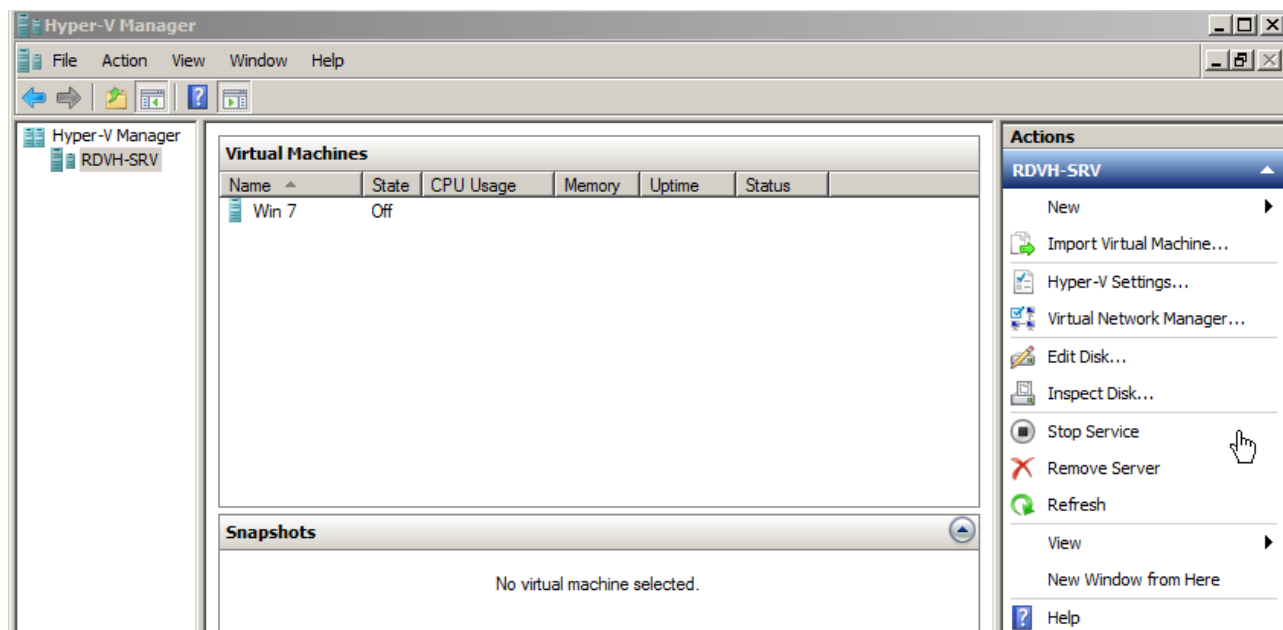 Hyper-V Manager
File Action View Window Help
Hyper-V Manager
RDVH-SRV
Virtual Machines
Name State CPU Usage Memory Uptime Status
Win 7 Off
Snapshots
No virtual machine selected.
Actions
RDVH-SRV
New
Import Virtual Machine...
Hyper-V Settings...
Virtual Network Manager...
Edit Disk...
Inspect Disk...
Stop Service
Remove Server
Refresh
View
New Window from Here
Help